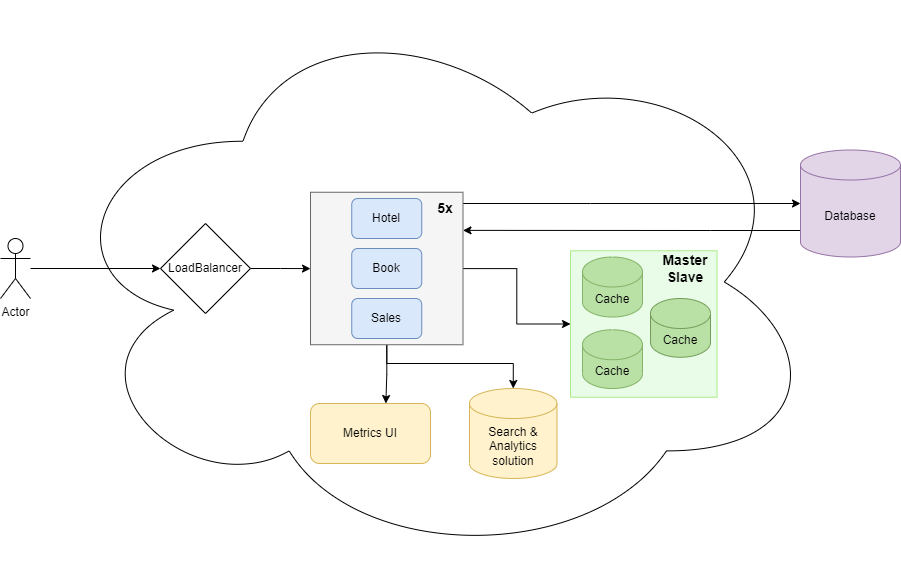 Actor
LoadBalancer
5x
Hotel
Book
Sales
Metrics UI
Search &
Analytics
solution
Master
Slave
Cache
Cache
Cache
Database